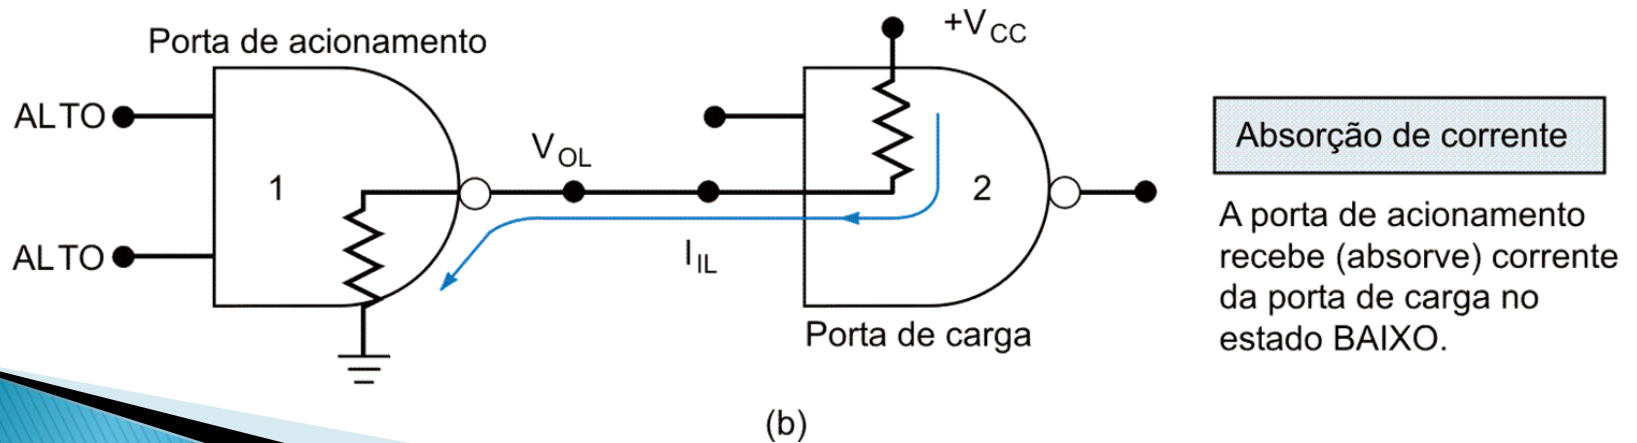 Porta de acionamento
+VCC
ALTO
1
VOL
2
Absorção de corrente
ALTO
IIL
A porta de acionamento
recebe (absorve) corrente
da porta de carga no
estado BAIXO.
Porta de carga
(b)